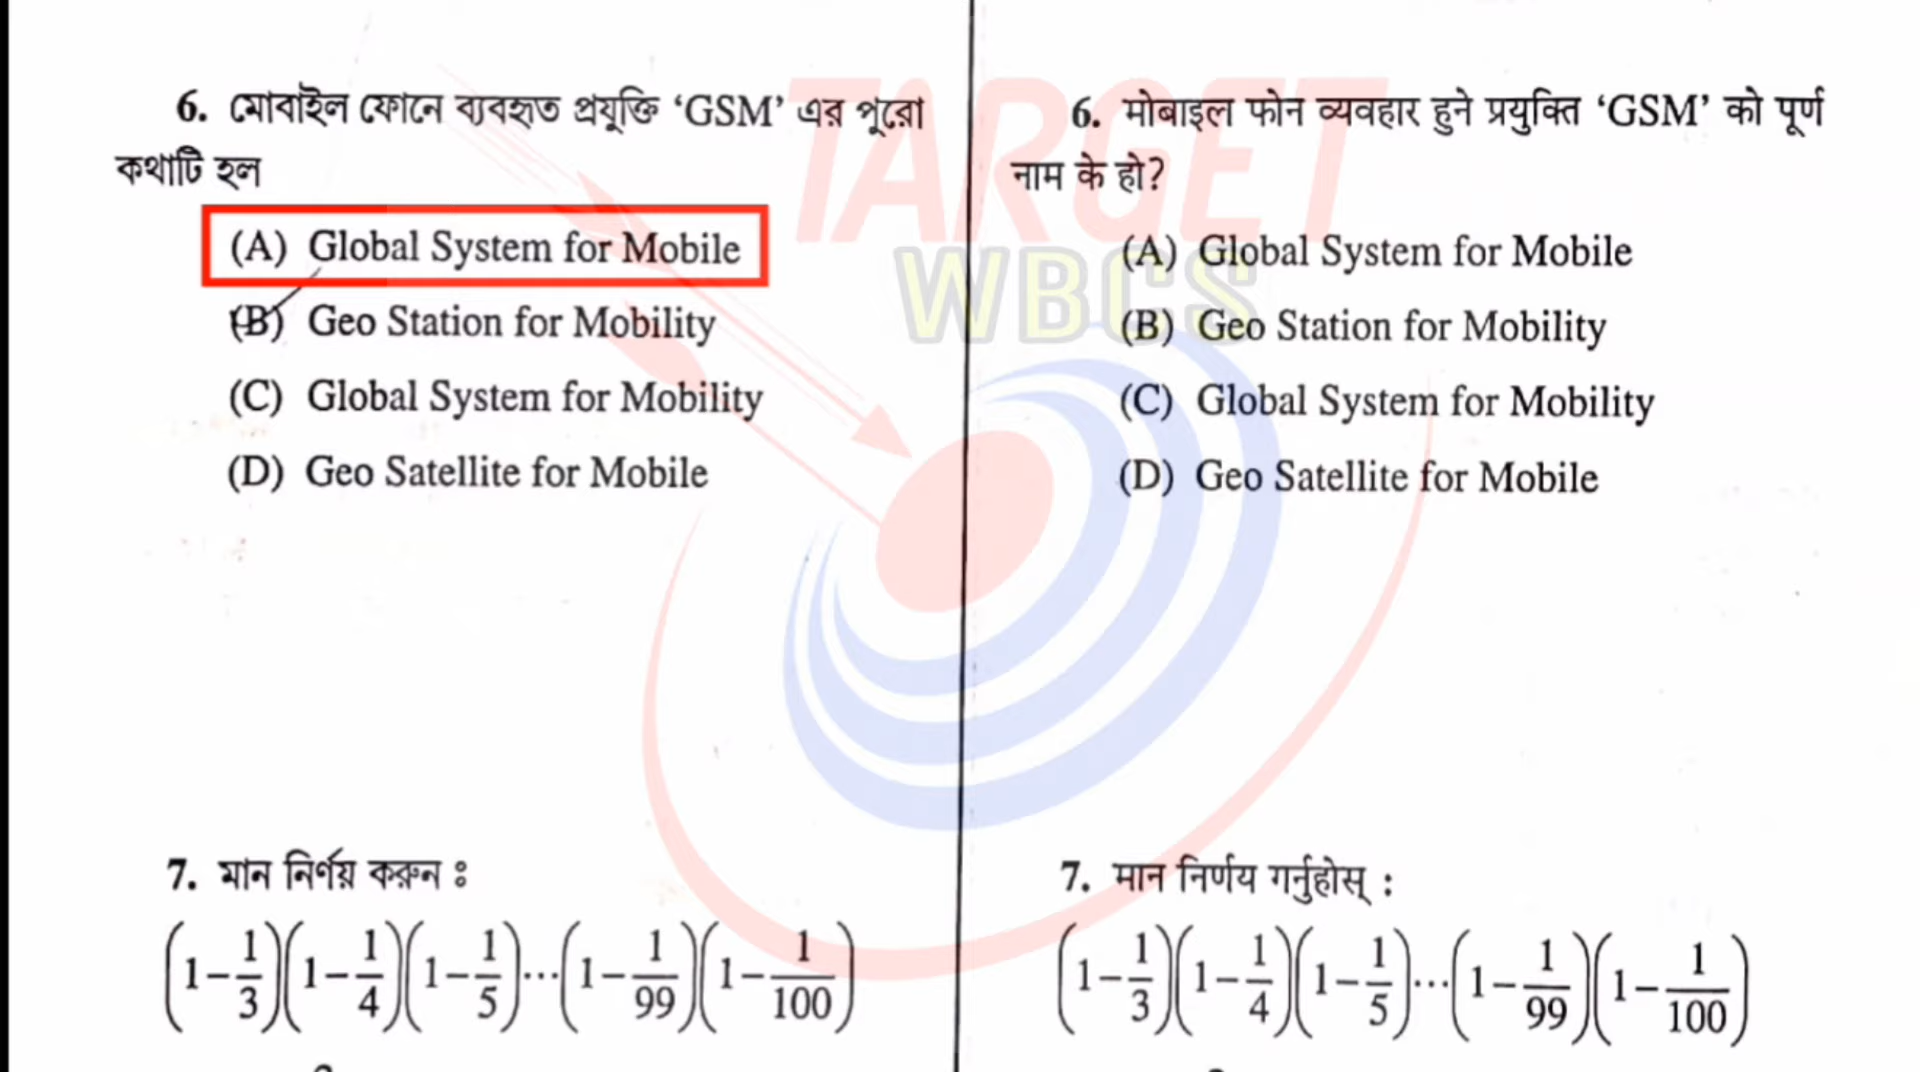 6. মোবাইল ফোনে ব্যবহৃত প্রযুক্তি ‘GSM’ এর পুরো
কথাটি হল
(A) Global System for Mobile
(B) Geo Station for Mobility
(C) Global System for Mobility
(D) Geo Satellite for Mobile
7. মান নির্ণয় করুন ঃ
(1-1/3)(1-1/4)(1-1/5)...(1-1/99)(1-1/100)
6. मोबाइल फोन व्यवहार हुने प्रयुक्ति ‘GSM’ को पूर्ण
नाम के हो?
(A) Global System for Mobile
(B) Geo Station for Mobility
(C) Global System for Mobility
(D) Geo Satellite for Mobile
7. मान निर्णय गर्नुहोस् :
(1-1/3)(1-1/4)(1-1/5)...(1-1/99)(1-1/100)
TARGET
WBCS